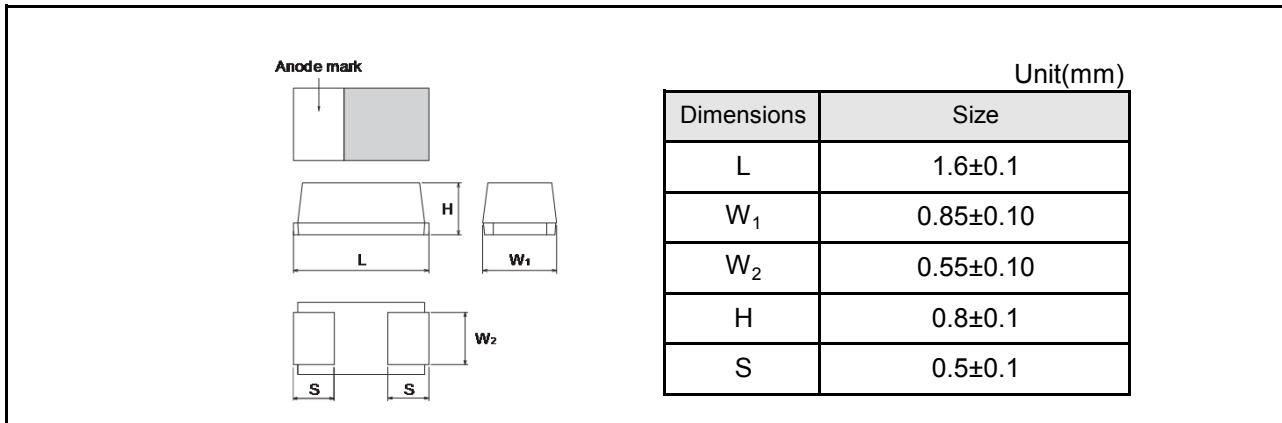 Anode mark
H
L
W₁
W₂
S S
Unit(mm)
Dimensions Size
L 1.6±0.1
W₁ 0.85±0.10
W₂ 0.55±0.10
H 0.8±0.1
S 0.5±0.1